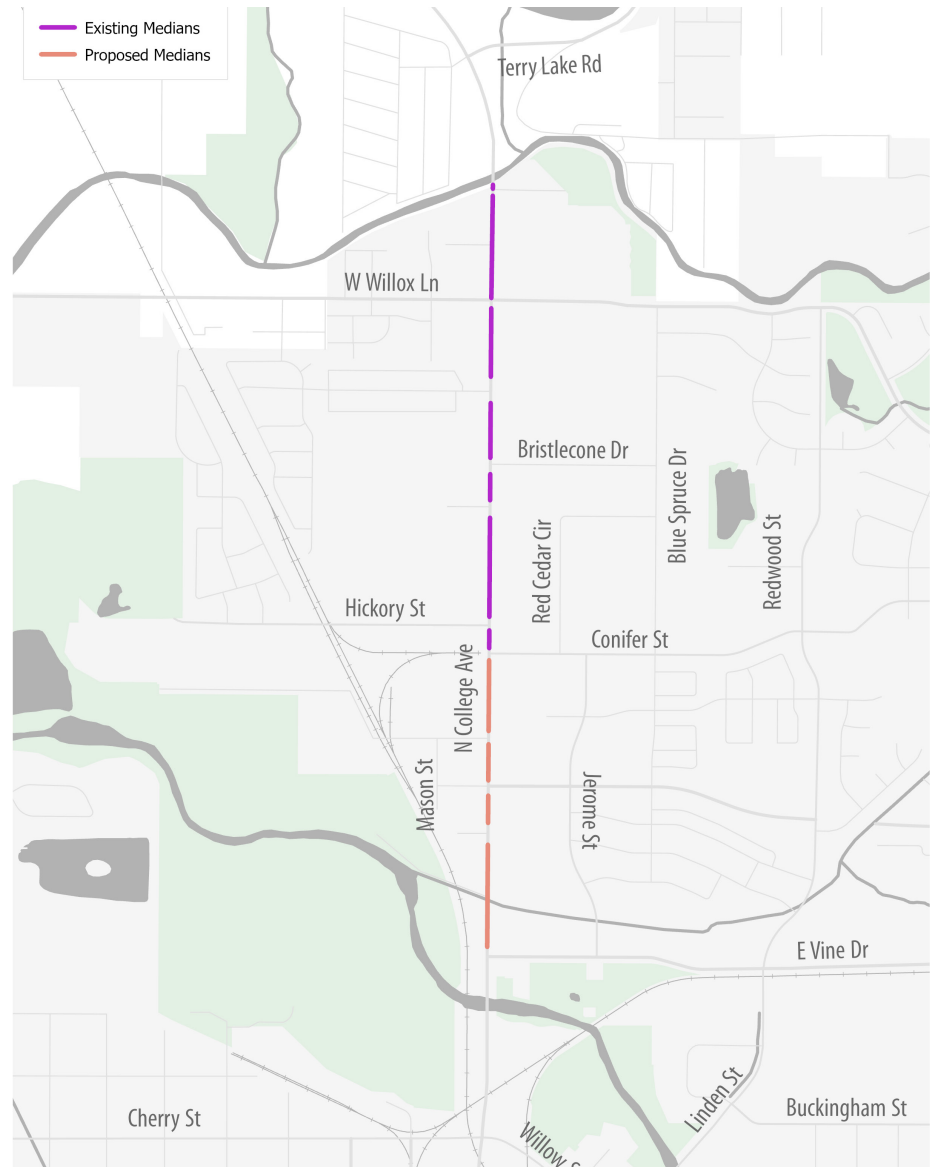 Existing Medians
Proposed Medians
Terry Lake Rd
W Willox Ln
Bristlecone Dr
Blue Spruce Dr
Redwood St
Red Cedar Cir
Hickory St
Conifer St
N College Ave
Mason St
Jerome St
E Vine Dr
Linden St
Buckingham St
Cherry St
Willow S